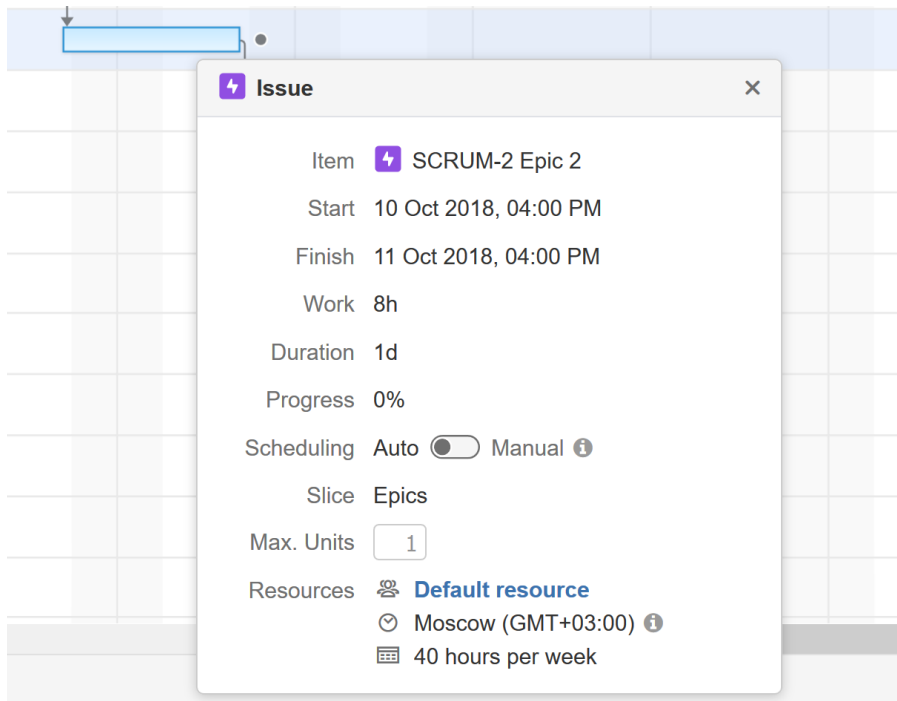 Issue
Item SCRUM-2 Epic 2
Start 10 Oct 2018, 04:00 PM
Finish 11 Oct 2018, 04:00 PM
Work 8h
Duration 1d
Progress 0%
Scheduling Auto Manual
Slice Epics
Max. Units 1
Resources Default resource
Moscow (GMT+03:00)
40 hours per week